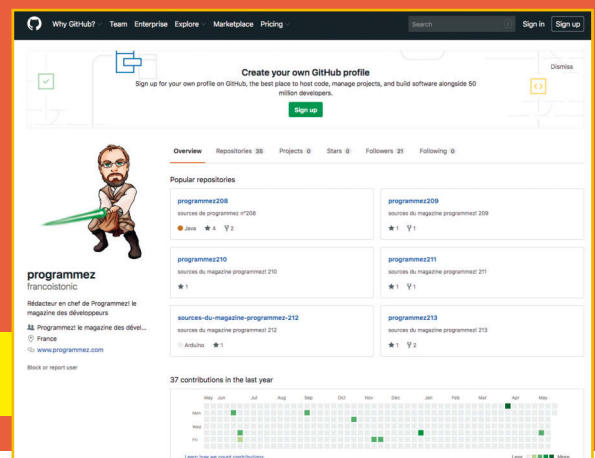 Why GitHub? Team Enterprise Explore Marketplace Pricing Search / Sign in Sign up
Dismiss
Create your own GitHub profile
Sign up for your own profile on GitHub, the best place to host code, manage projects, and build software alongside 50
million developers.
Sign up
Overview Repositories 35 Projects 0 Stars 0 Followers 21 Following 0
Popular repositories
programmez208
sources de programmez n°208
Java 4 2
programmez209
sources du magazine programmez! 209
1 1
programmez210
sources du magazine programmez! 210
1
programmez211
sources du magazine programmez! 211
1 1
sources-du-magazine-programmez-212
sources du magazine programmez! 212
Arduino 1
programmez213
sources du magazine programmez! 213
1 2
programmez
francoistonic
Rédacteur en chef de Programmez! le
magazine des développeurs
Programmez! le magazine des dével...
France
www.programmez.com
Block or report user
37 contributions in the last year
May Jun Jul Aug Sep Oct Nov Dec Jan Feb Mar Apr May
Mon
Wed
Fri
Learn how we count contributions
Less More